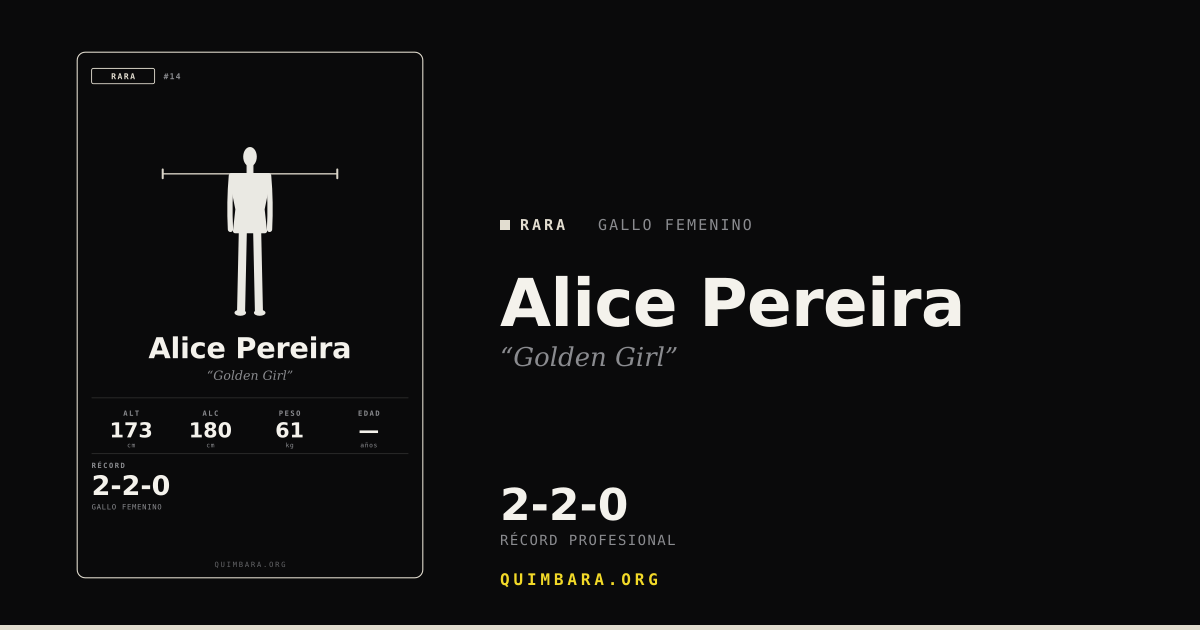 RARA #14
Alice Pereira
“Golden Girl”
ALT ALC PESO EDAD
173 180 61 —
cm cm kg años
RÉCORD
2-2-0
GALLO FEMENINO
QUIMBARA.ORG
RARA GALLO FEMENINO
Alice Pereira
“Golden Girl”
2-2-0
RÉCORD PROFESIONAL
QUIMBARA.ORG